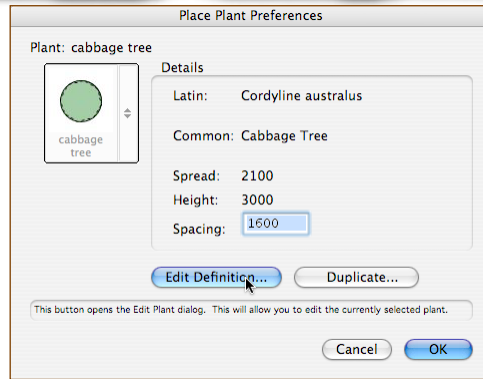 Place Plant Preferences
Plant: cabbage tree
cabbage
tree
Details
Latin: Cordyline australus
Common: Cabbage Tree
Spread: 2100
Height: 3000
Spacing: 1600
Edit Definition... Duplicate...
This button opens the Edit Plant dialog. This will allow you to edit the currently selected plant.
Cancel OK